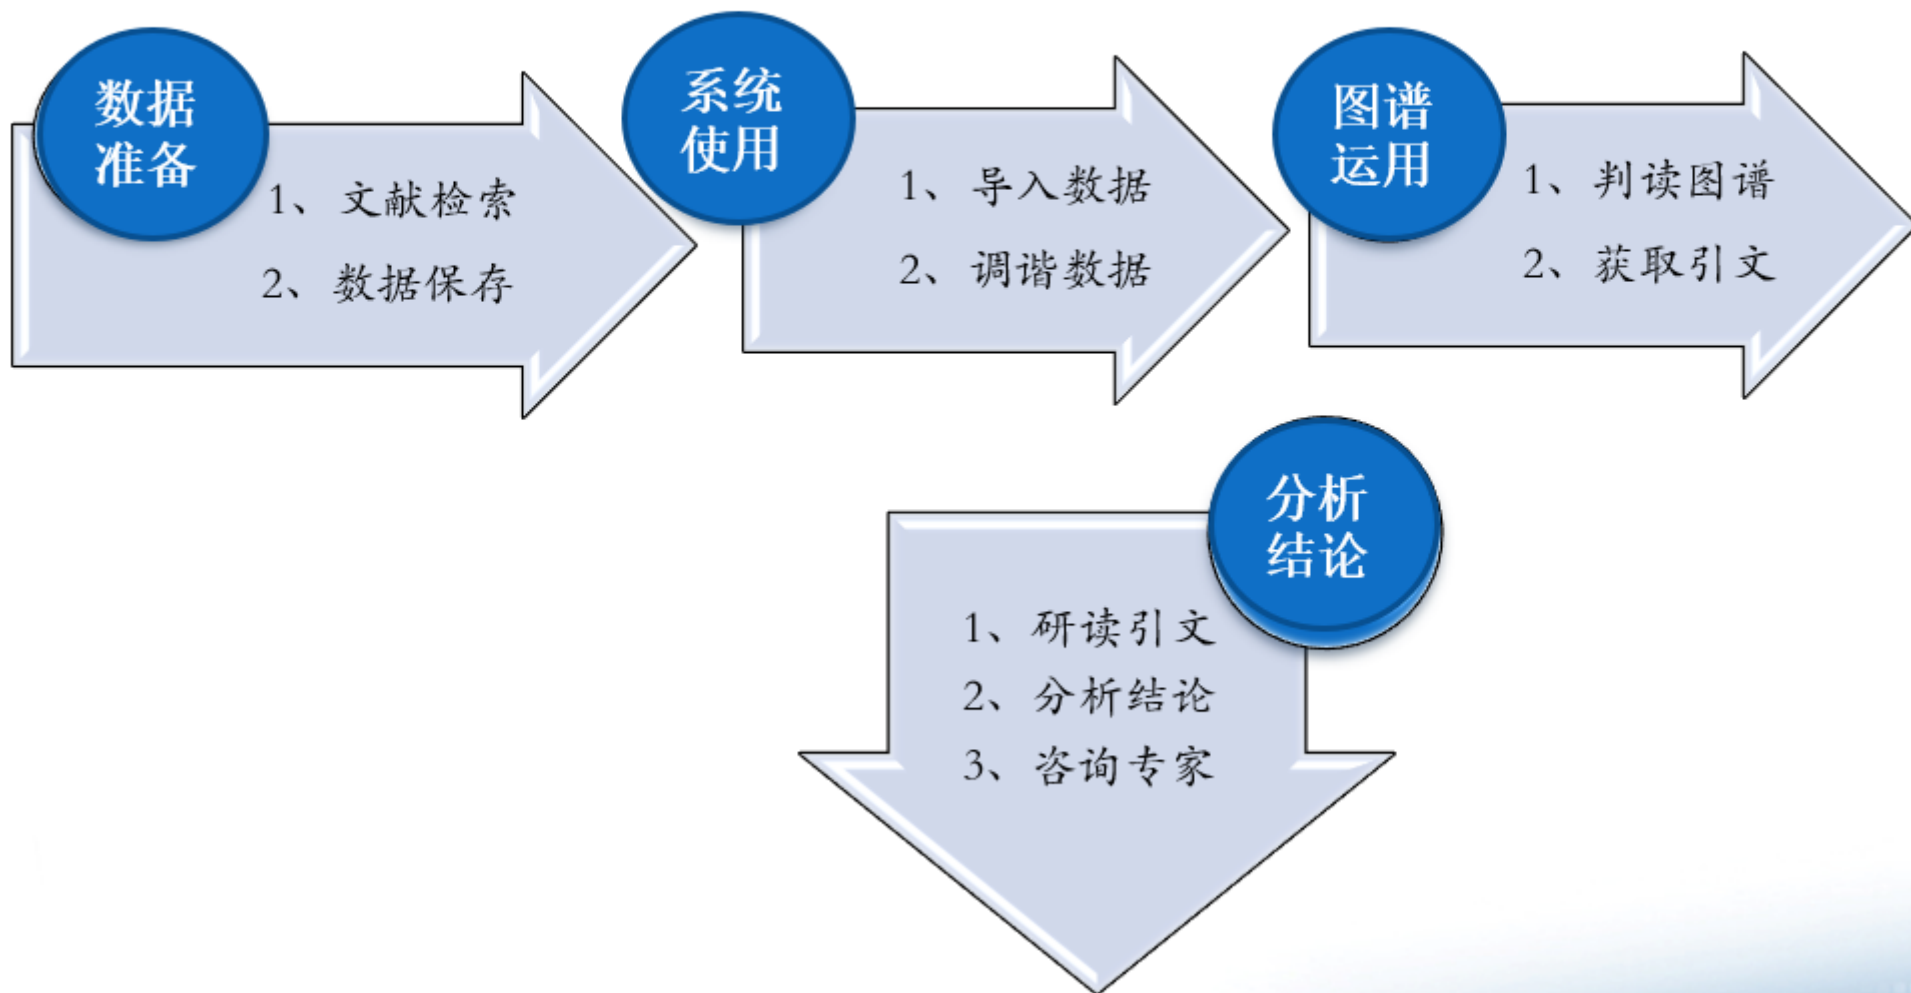 数据
准备
1、文献检索
2、数据保存
系统
使用
1、导入数据
2、调谐数据
图谱
运用
1、判读图谱
2、获取引文
分析
结论
1、研读引文
2、分析结论
3、咨询专家